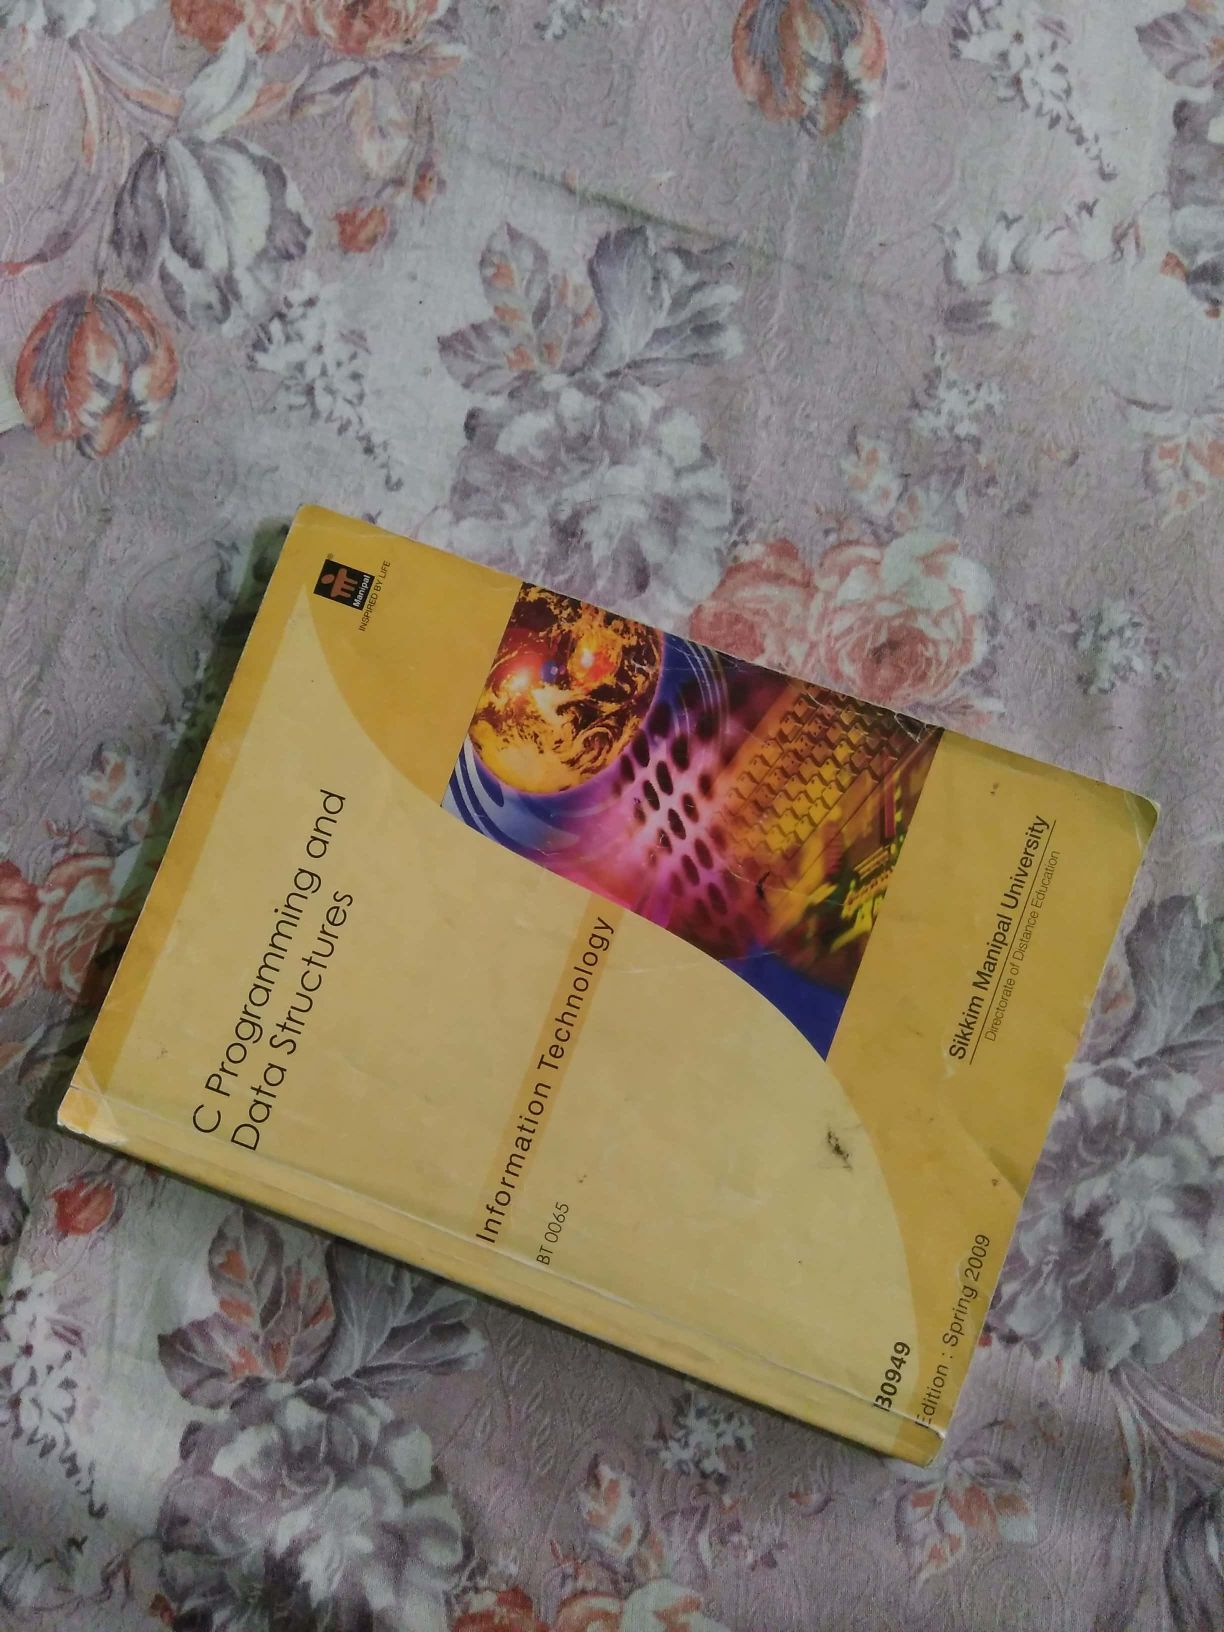 Manipal
INSPIRED BY LIFE
C Programming and
Data Structures
Information Technology
BT 0065
Sikkim Manipal University
Directorate of Distance Education
B0949
Edition : Spring 2009